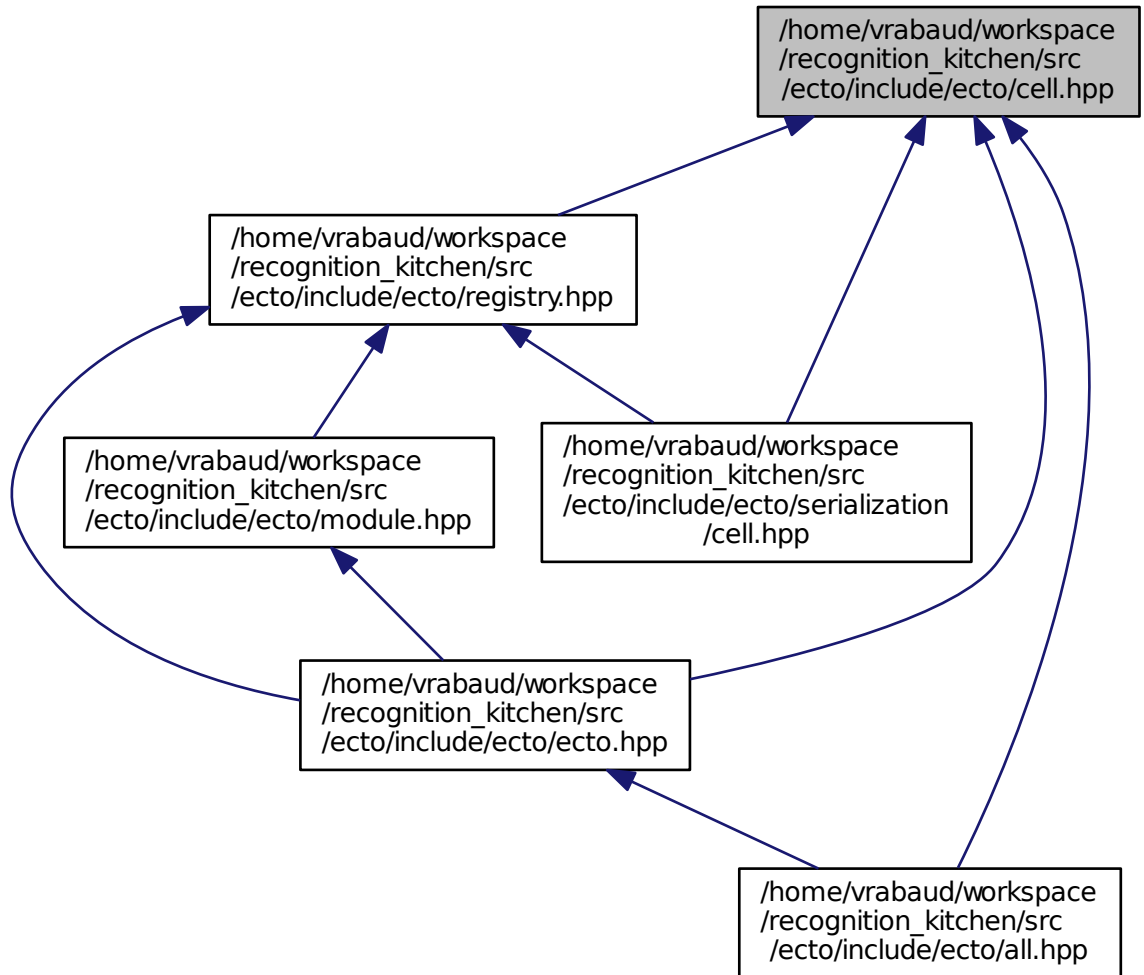 /home/vrabaud/workspace
/recognition_kitchen/src
/ecto/include/ecto/cell.hpp
/home/vrabaud/workspace
/recognition_kitchen/src
/ecto/include/ecto/registry.hpp
/home/vrabaud/workspace
/recognition_kitchen/src
/ecto/include/ecto/module.hpp
/home/vrabaud/workspace
/recognition_kitchen/src
/ecto/include/ecto/serialization
/cell.hpp
/home/vrabaud/workspace
/recognition_kitchen/src
/ecto/include/ecto/ecto.hpp
/home/vrabaud/workspace
/recognition_kitchen/src
/ecto/include/ecto/all.hpp